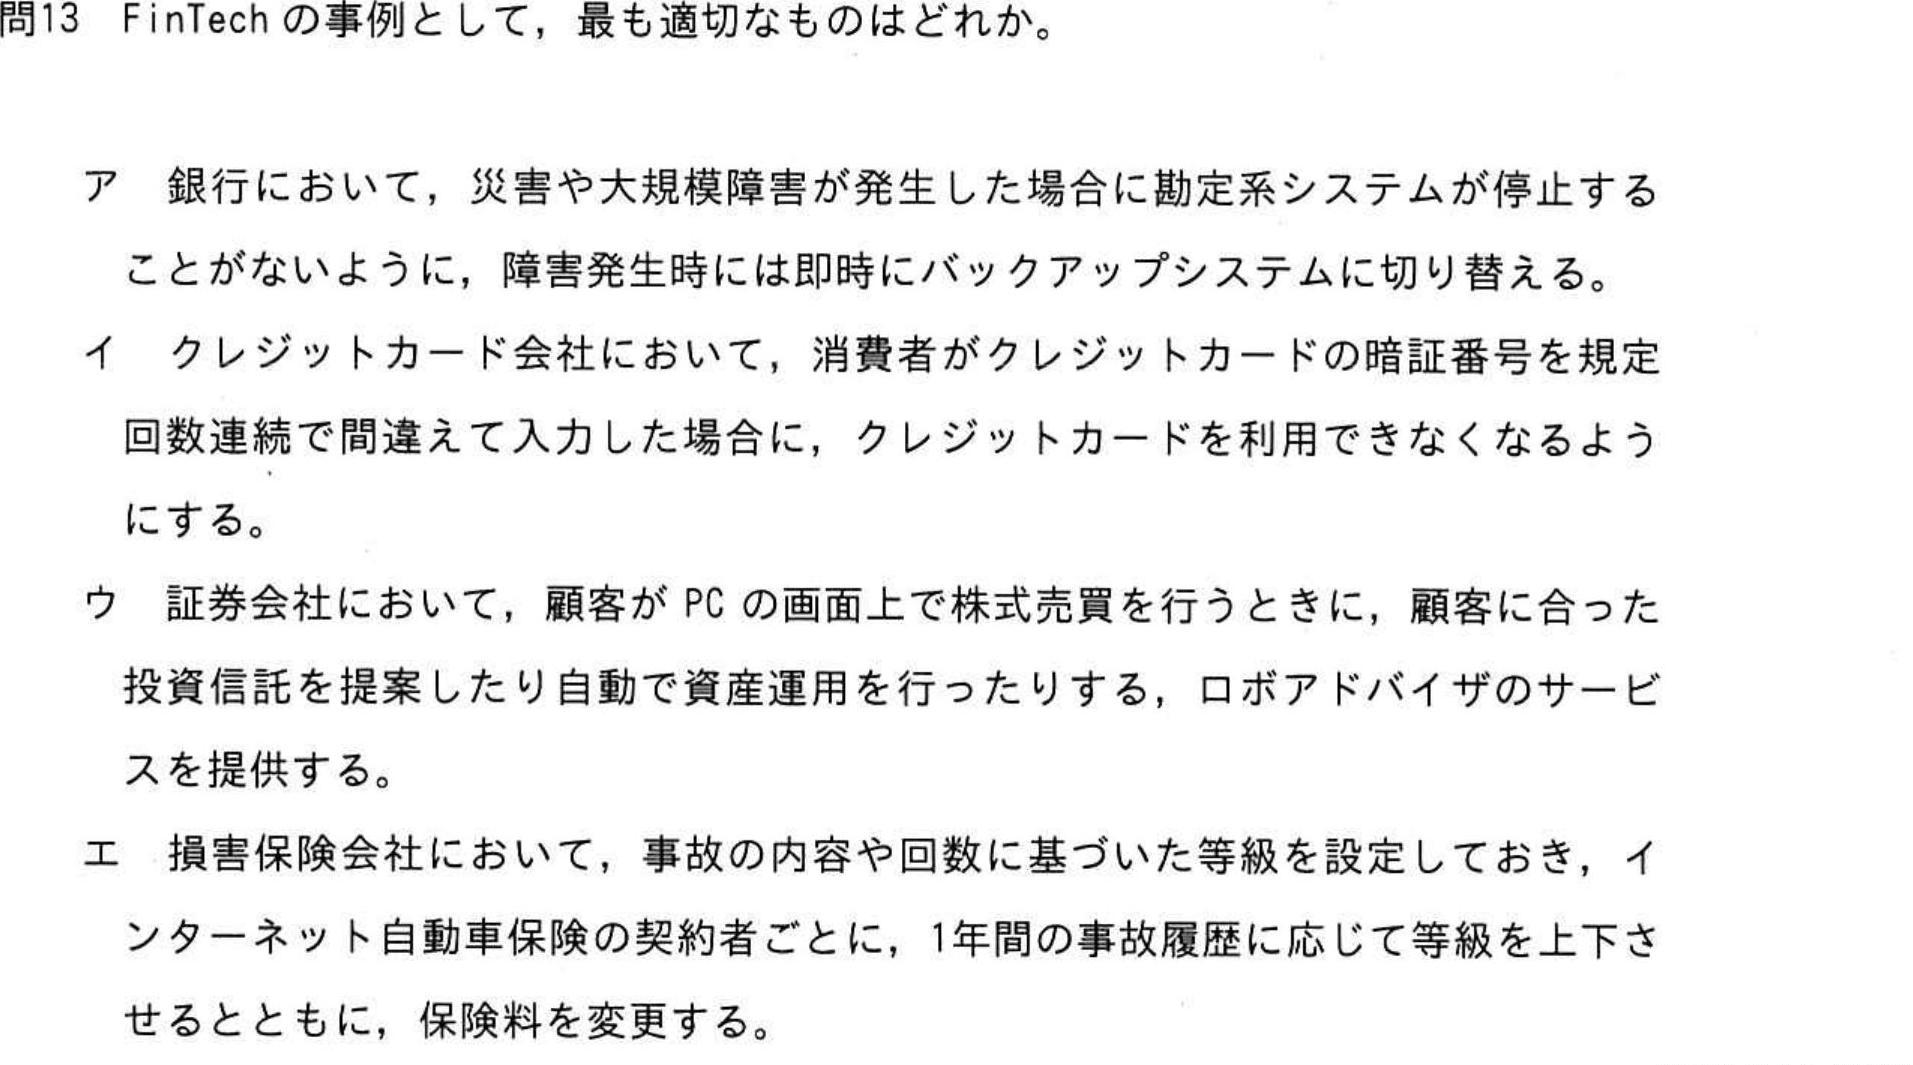 問13 FinTechの事例として，最も適切なものはどれか。
ア 銀行において，災害や大規模障害が発生した場合に勘定系システムが停止する
ことがないように，障害発生時には即時にバックアップシステムに切り替える。
イ クレジットカード会社において，消費者がクレジットカードの暗証番号を規定
回数連続で間違えて入力した場合に，クレジットカードを利用できなくなるよう
にする。
ウ 証券会社において，顧客が PC の画面上で株式売買を行うときに，顧客に合った
投資信託を提案したり自動で資産運用を行ったりする，ロボアドバイザのサービ
スを提供する。
エ 損害保険会社において，事故の内容や回数に基づいた等級を設定しておき，イ
ンターネット自動車保険の契約者ごとに，1年間の事故履歴に応じて等級を上下さ
せるとともに，保険料を変更する。